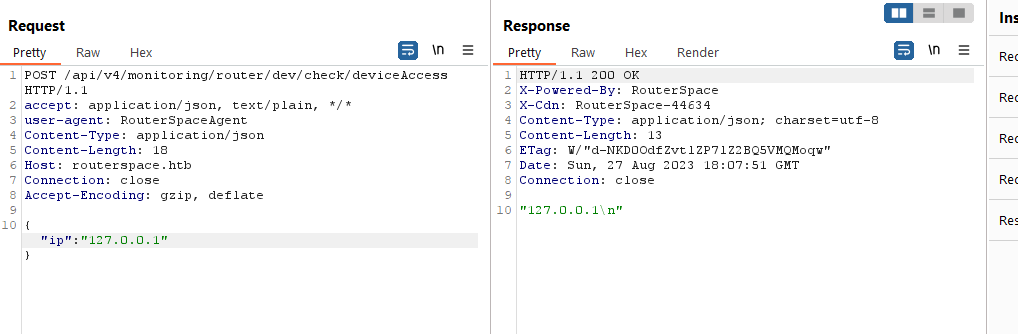 Request
Pretty Raw Hex \n
1 POST /api/v4/monitoring/router/dev/check/deviceAccess
HTTP/1.1
2 accept: application/json, text/plain, */*
3 user-agent: RouterSpaceAgent
4 Content-Type: application/json
5 Content-Length: 18
6 Host: routerspace.htb
7 Connection: close
8 Accept-Encoding: gzip, deflate
9
10 {
"ip":"127.0.0.1"
}
Response
Pretty Raw Hex Render \n
1 HTTP/1.1 200 OK
2 X-Powered-By: RouterSpace
3 X-Cdn: RouterSpace-44634
4 Content-Type: application/json; charset=utf-8
5 Content-Length: 13
6 ETag:
7 Date: Sun, 27 Aug 2023 18:07:51 GMT
8 Connection: close
9
10 "127.0.0.1\n"
Ins
Rec
Rec
Rec
Rec
Res